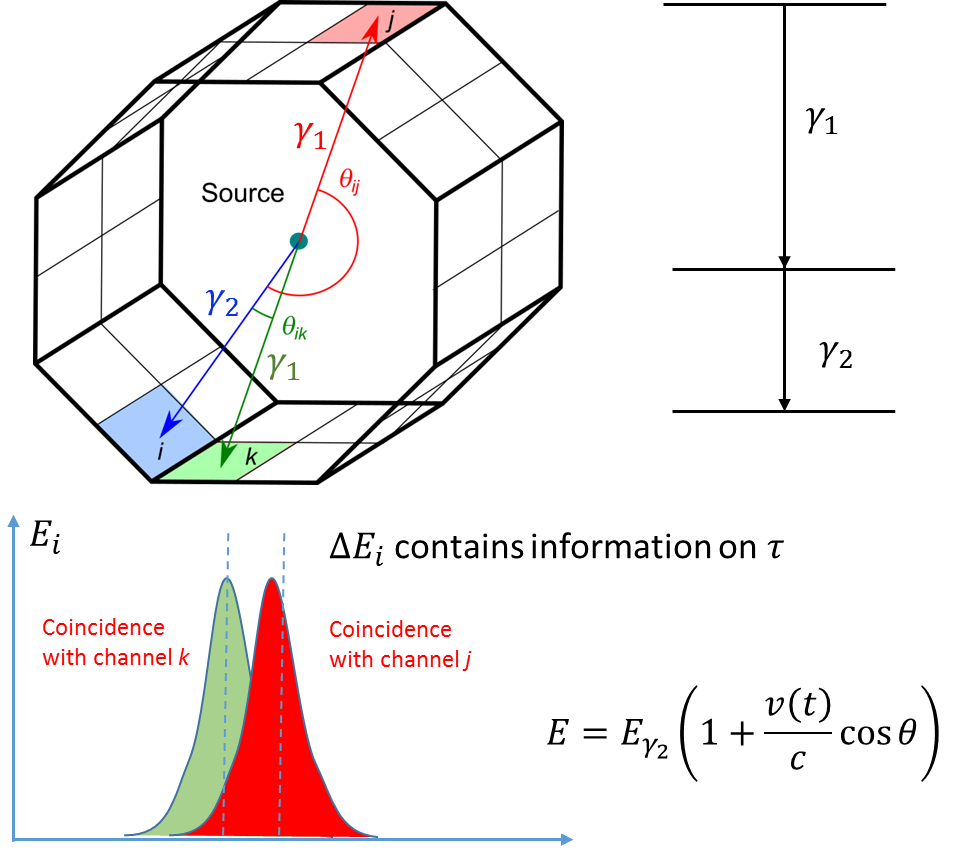 j
γ₁
γ₁
θij
Source
γ₂
θik
γ₂
γ₁
i
k
Eᵢ
ΔEᵢ contains information on τ
Coincidence
with channel k
Coincidence
with channel j
E = E_γ₂ (1 + v(t)/c cos θ)